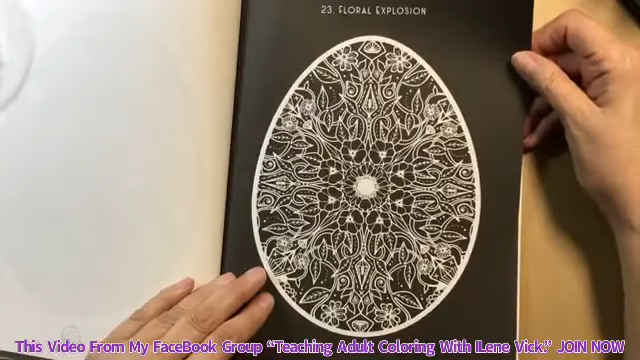 23. Floral Explosion
This Video From My FaceBook Group “Teaching Adult Coloring With ILene Vick.” JOIN NOW